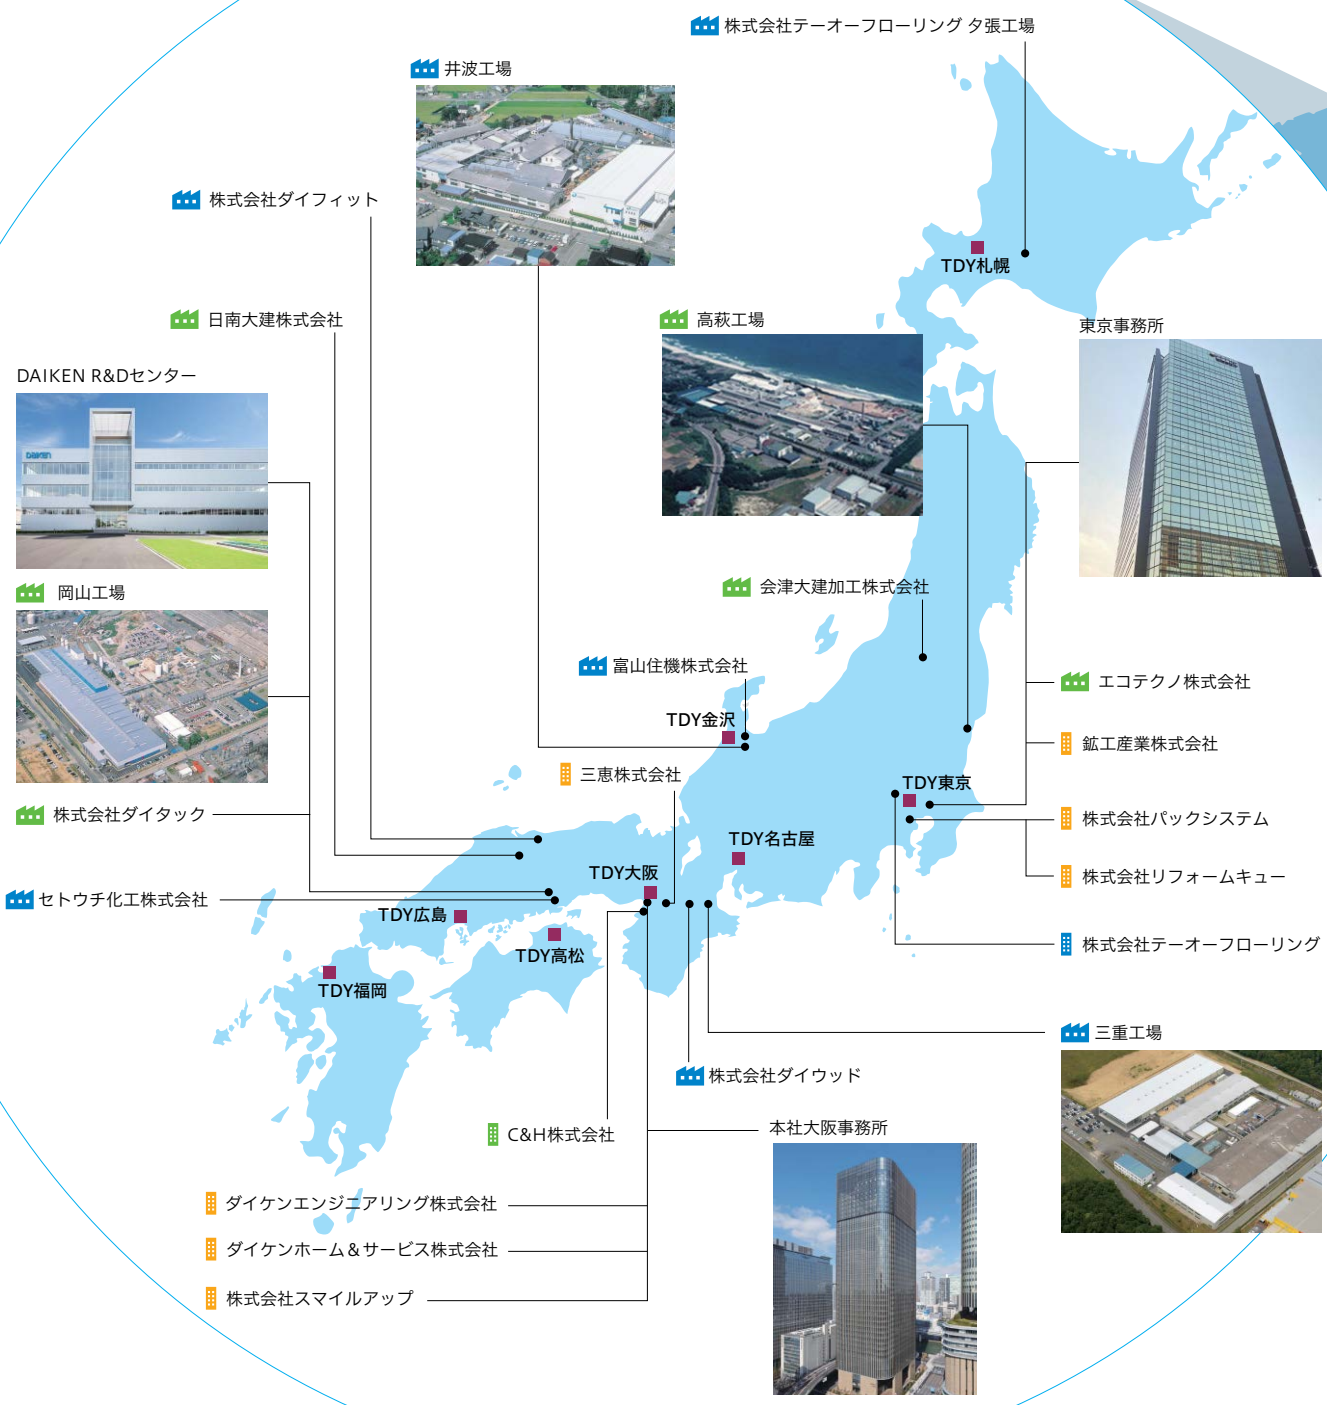 株式会社テーオーフローリング 夕張工場
井波工場
株式会社ダイフィット
TDY札幌
日南大建株式会社
高萩工場
東京事務所
DAIKEN R&Dセンター
DAIKEN
岡山工場
会津大建加工株式会社
富山住機株式会社
エコテクノ株式会社
TDY金沢
鉱工産業株式会社
三恵株式会社
TDY東京
株式会社ダイタック
株式会社パックシステム
TDY名古屋
TDY大阪
株式会社リフォームキュー
セトウチ化工株式会社
TDY広島
株式会社テーオーフローリング
TDY高松
TDY福岡
三重工場
株式会社ダイウッド
本社大阪事務所
C&H株式会社
ダイケンエンジニアリング株式会社
ダイケンホーム＆サービス株式会社
株式会社スマイルアップ